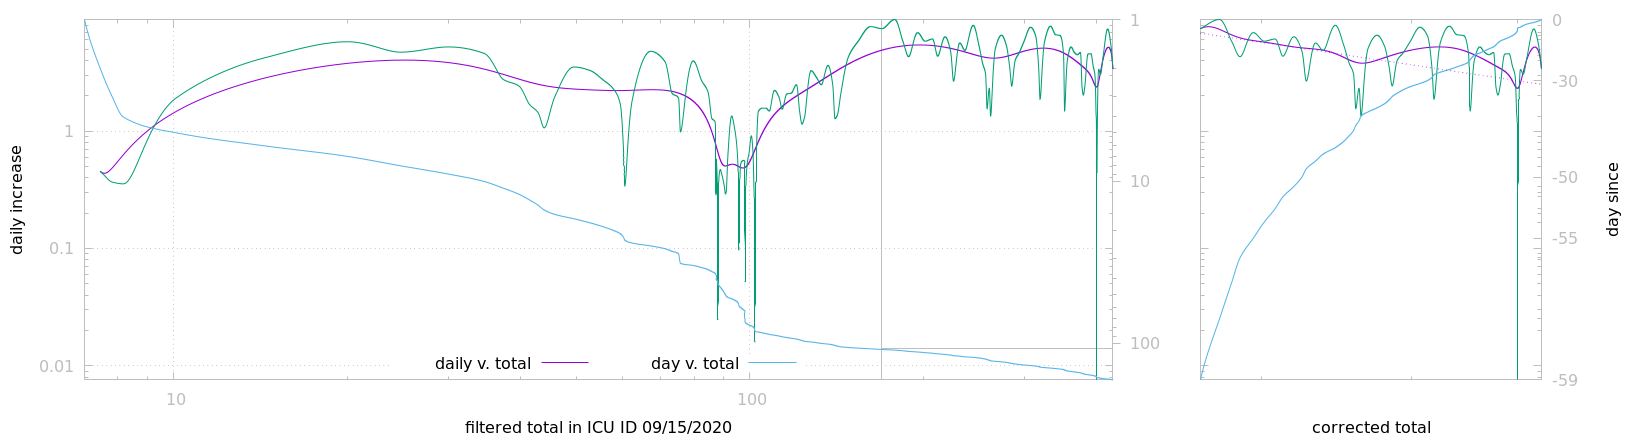 daily increase
1
0.1
0.01
10
100
1
10
100
daily v. total
day v. total
filtered total in ICU ID 09/15/2020
0
-30
-50
-55
-59
day since
corrected total